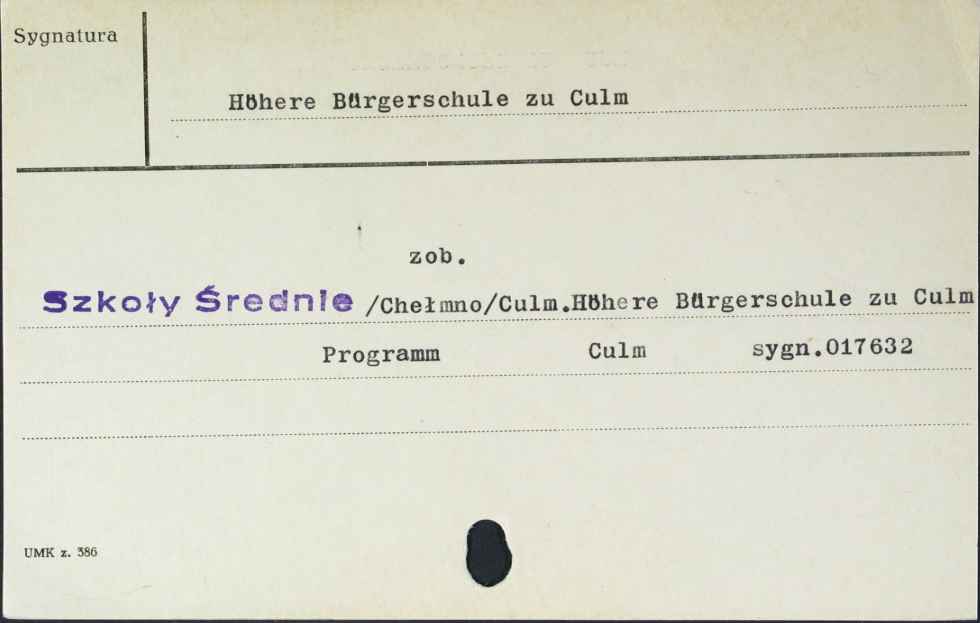 Sygnatura
Höhere Bürgerschule zu Culm
zob.
Szkoły Średnie /Chełmno/Culm.Höhere Bürgerschule zu Culm
Programm Culm sygn.017632
UMK z. 386